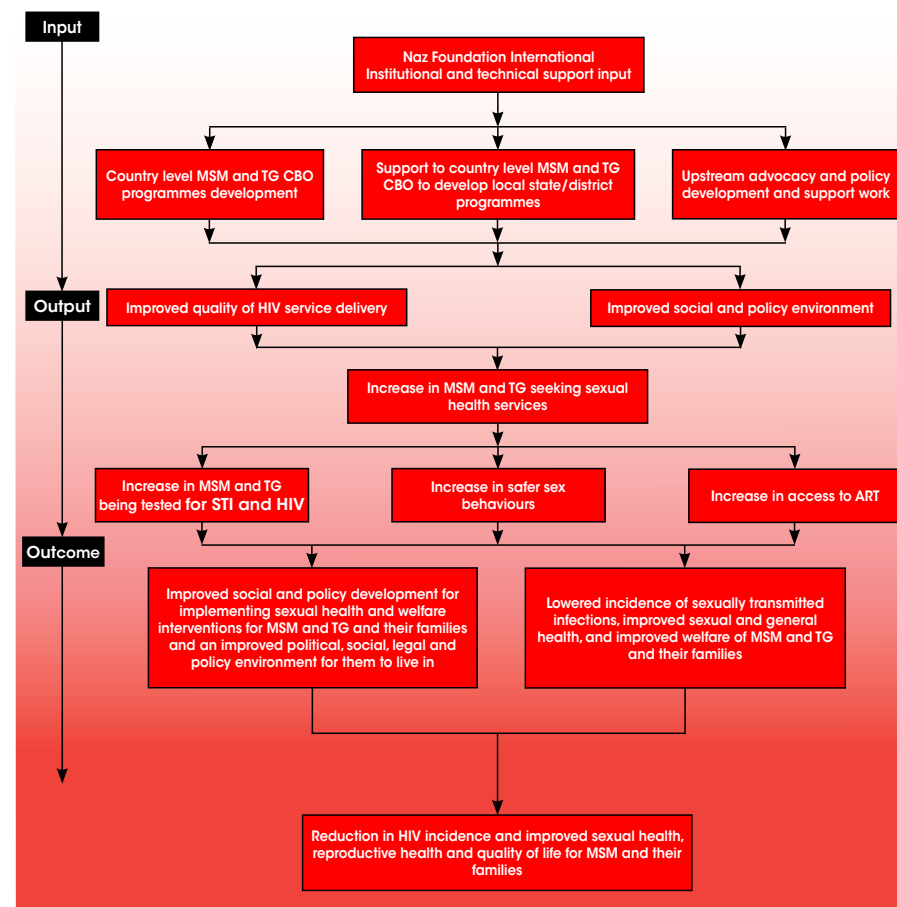 Input
Naz Foundation International
Institutional and technical support input
Country level MSM and TG CBO
programmes development
Support to country level MSM and TG
CBO to develop local state/district
programmes
Upstream advocacy and policy
development and support work
Output
Improved quality of HIV service delivery
Improved social and policy environment
Increase in MSM and TG seeking sexual
health services
Increase in MSM and TG
being tested for STI and HIV
Increase in safer sex
behaviours
Increase in access to ART
Outcome
Improved social and policy development for
implementing sexual health and welfare
interventions for MSM and TG and their families
and an improved political, social, legal and
policy environment for them to live in
Lowered incidence of sexually transmitted
infections, improved sexual and general
health, and improved welfare of MSM and TG
and their families
Reduction in HIV incidence and improved sexual health,
reproductive health and quality of life for MSM and their
families